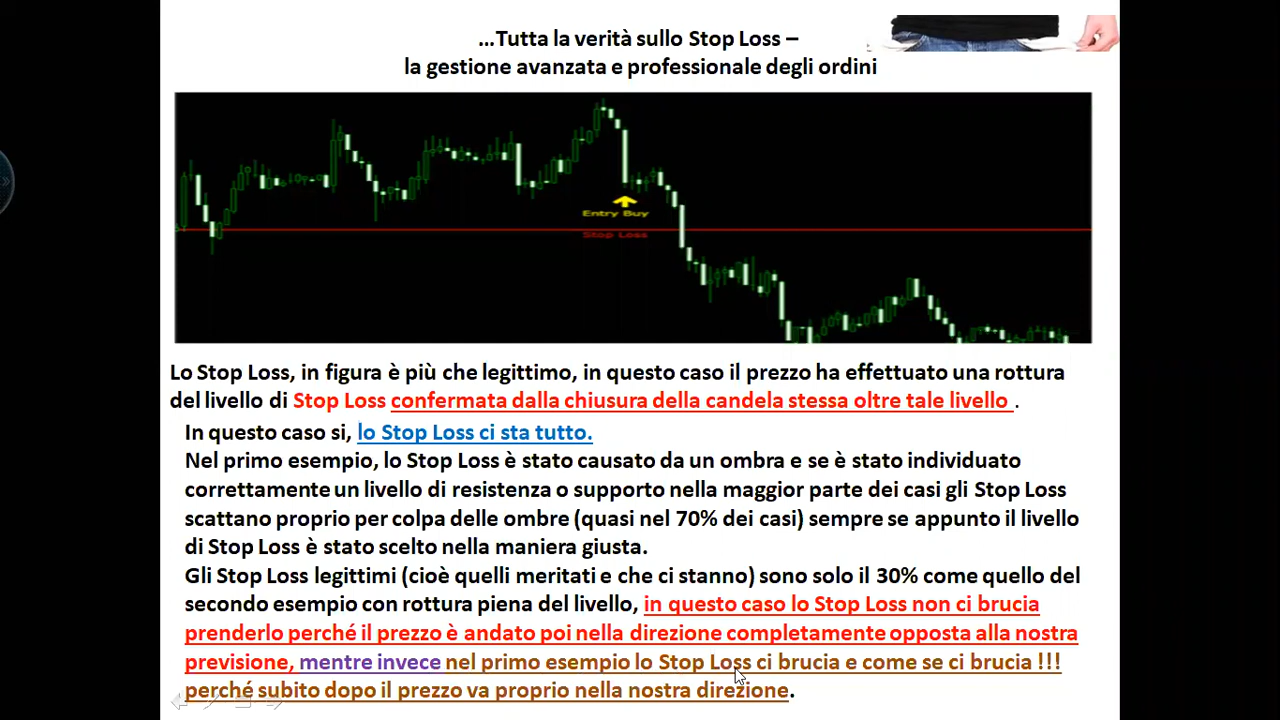 ...Tutta la verità sullo Stop Loss –
la gestione avanzata e professionale degli ordini
Entry Buy
Stop Loss
Lo Stop Loss, in figura è più che legittimo, in questo caso il prezzo ha effettuato una rottura
del livello di Stop Loss confermata dalla chiusura della candela stessa oltre tale livello .
In questo caso si, lo Stop Loss ci sta tutto.
Nel primo esempio, lo Stop Loss è stato causato da un ombra e se è stato individuato
correttamente un livello di resistenza o supporto nella maggior parte dei casi gli Stop Loss
scattano proprio per colpa delle ombre (quasi nel 70% dei casi) sempre se appunto il livello
di Stop Loss è stato scelto nella maniera giusta.
Gli Stop Loss legittimi (cioè quelli meritati e che ci stanno) sono solo il 30% come quello del
secondo esempio con rottura piena del livello, in questo caso lo Stop Loss non ci brucia
prenderlo perché il prezzo è andato poi nella direzione completamente opposta alla nostra
previsione, mentre invece nel primo esempio lo Stop Loss ci brucia e come se ci brucia !!!
perché subito dopo il prezzo va proprio nella nostra direzione.